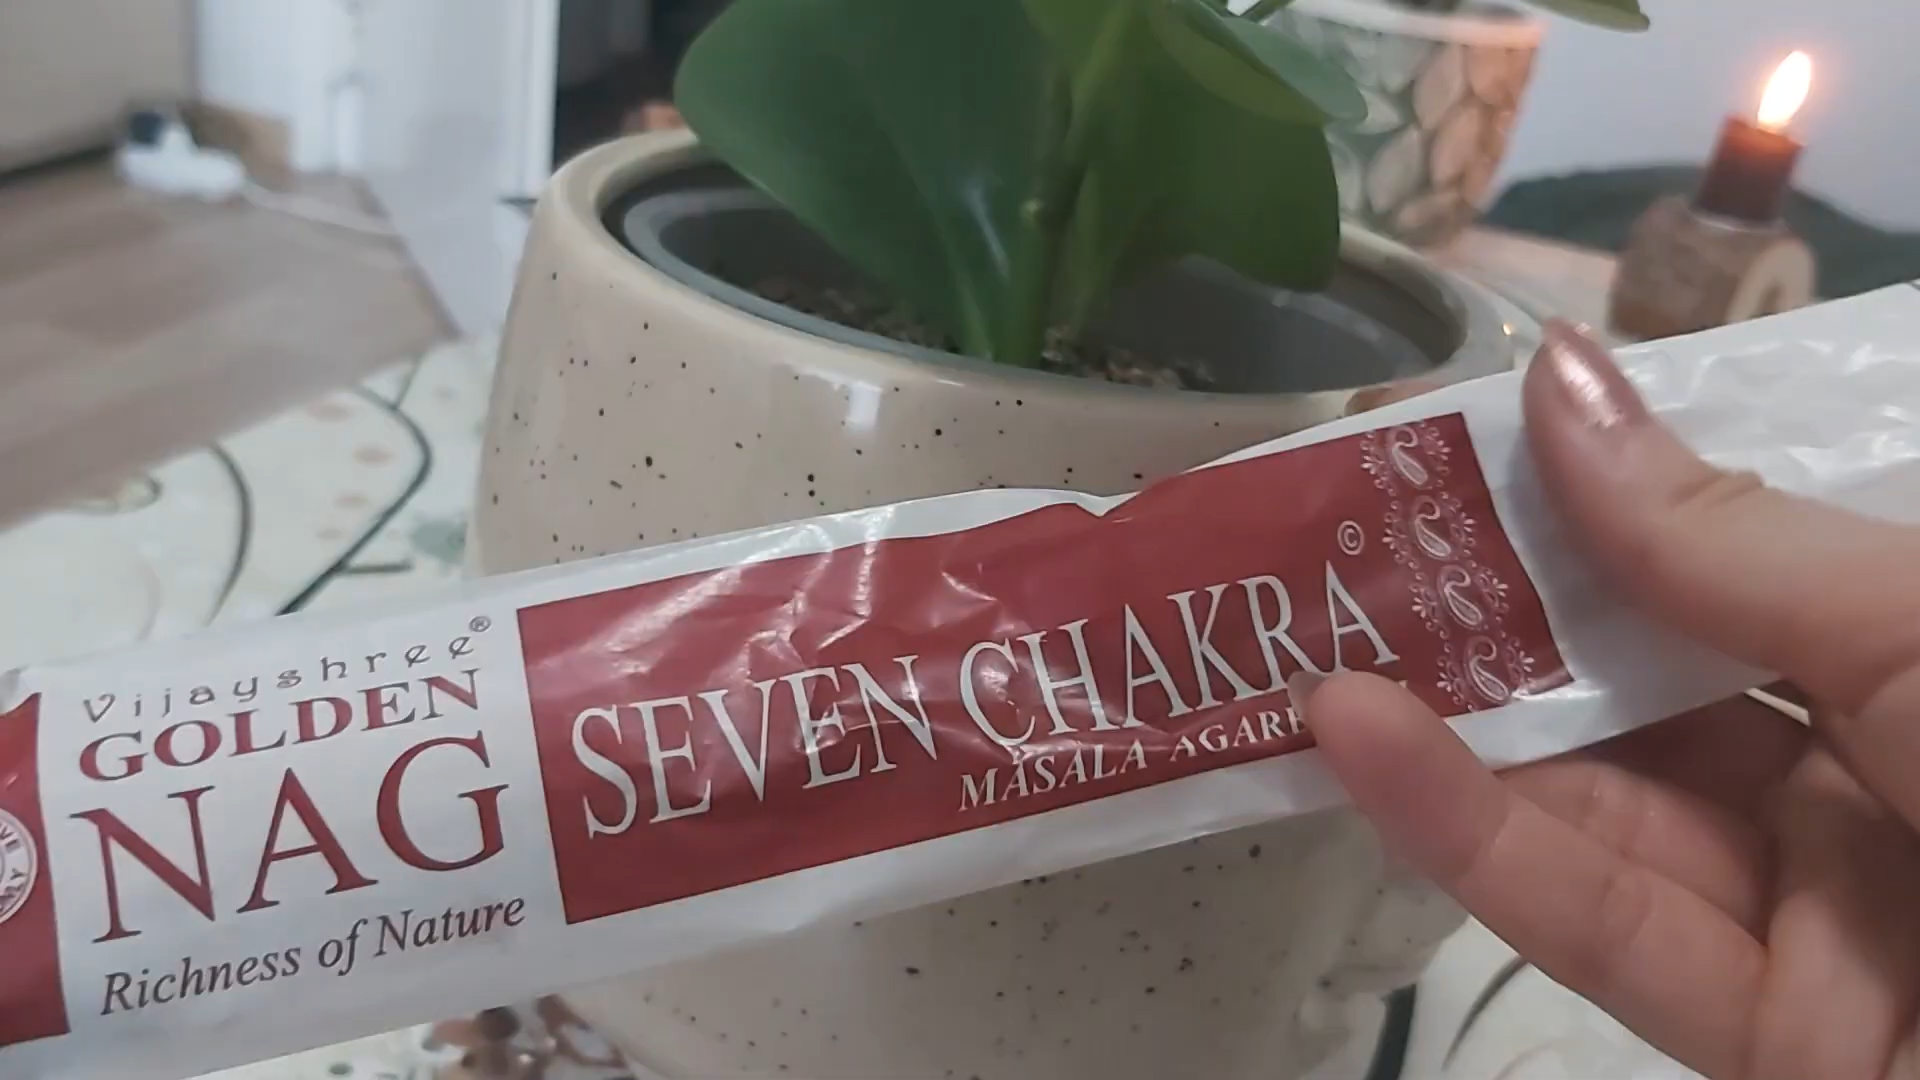 Vijayshree®
GOLDEN
NAG
Richness of Nature
SEVEN CHAKRA©
MASALA